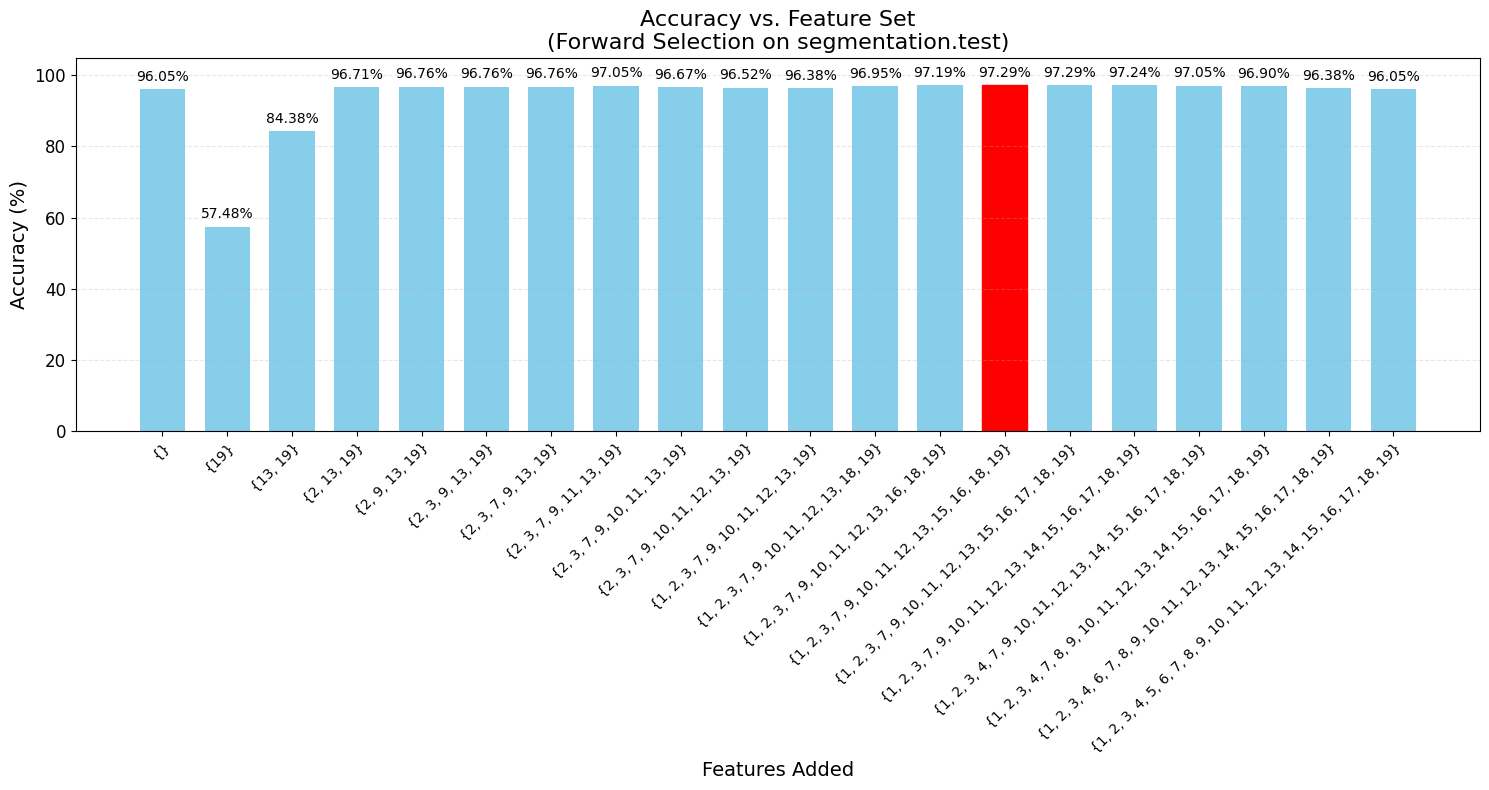 Accuracy vs. Feature Set
(Forward Selection on segmentation.test)
96.05%
57.48%
84.38%
96.71%
96.76%
96.76%
96.76%
97.05%
96.67%
96.52%
96.38%
96.95%
97.19%
97.29%
97.29%
97.24%
97.05%
96.90%
96.38%
96.05%
Accuracy (%)
100
80
60
40
20
0
{}
{19}
{13, 19}
{2, 13, 19}
{2, 9, 13, 19}
{2, 3, 9, 13, 19}
{2, 3, 7, 9, 13, 19}
{2, 3, 7, 9, 11, 13, 19}
{2, 3, 7, 9, 10, 11, 13, 19}
{2, 3, 7, 9, 10, 11, 12, 13, 19}
{1, 2, 3, 7, 9, 10, 11, 12, 13, 19}
{1, 2, 3, 7, 9, 10, 11, 12, 13, 18, 19}
{1, 2, 3, 7, 9, 10, 11, 12, 13, 16, 18, 19}
{1, 2, 3, 7, 9, 10, 11, 12, 13, 15, 16, 18, 19}
{1, 2, 3, 7, 9, 10, 11, 12, 13, 15, 16, 17, 18, 19}
{1, 2, 3, 7, 9, 10, 11, 12, 13, 14, 15, 16, 17, 18, 19}
{1, 2, 3, 4, 7, 9, 10, 11, 12, 13, 14, 15, 16, 17, 18, 19}
{1, 2, 3, 4, 7, 8, 9, 10, 11, 12, 13, 14, 15, 16, 17, 18, 19}
{1, 2, 3, 4, 6, 7, 8, 9, 10, 11, 12, 13, 14, 15, 16, 17, 18, 19}
{1, 2, 3, 4, 5, 6, 7, 8, 9, 10, 11, 12, 13, 14, 15, 16, 17, 18, 19}
Features Added